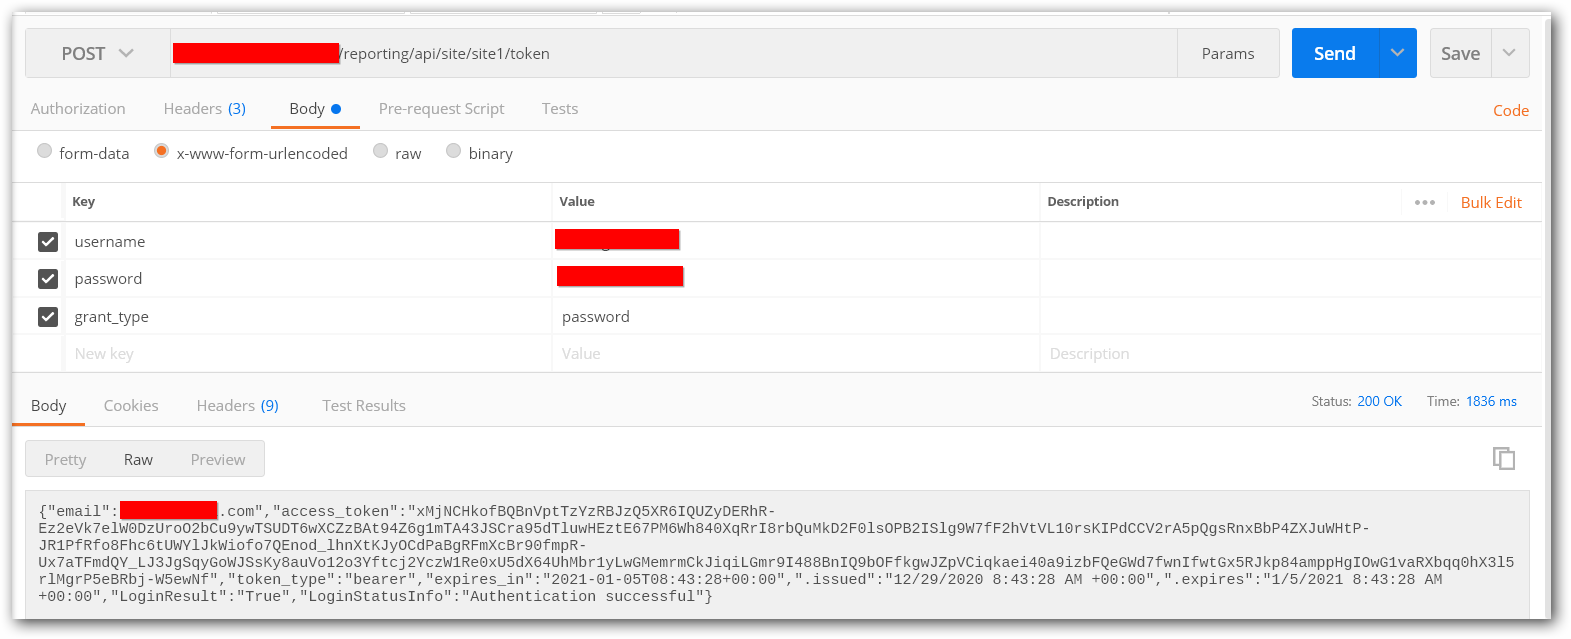 POST /reporting/api/site/site1/token Params Send Save
Authorization Headers (3) Body Pre-request Script Tests Code
form-data x-www-form-urlencoded raw binary
Key Value Description ••• Bulk Edit
username
password
grant_type password
New key Value Description
Body Cookies Headers (9) Test Results Status: 200 OK Time: 1836 ms
Pretty Raw Preview
{"email": .com","access_token":"xMjNCHkofBQBnVptTzYzRBJzQ5XR6IQUZyDERhR-
Ez2eVk7elW0DzUroO2bCu9ywTSUDT6wXCZzBAt94Z6g1mTA43JSCra95dTluwHEztE67PM6Wh840XqRrI8rbQuMkD2F0lsOPB2ISlg9W7fF2hVtVL10rsKIPdCCV2rA5pQgsRnxBbP4ZXJuWHtP-
JR1PfRfo8Fhc6tUWYlJkWiofo7QEnod_lhnXtKJyOCdPaBgRFmXcBr90fmpR-
Ux7aTFmdQY_LJ3JgSqyGoWJSsKy8auVo12o3Yftcj2YczW1Re0xU5dX64UhMbr1yLwGMemrmCkJiqiLGmr9I488BnIQ9bOFfkgwJZpVCiqkaei40a9izbFQeGWd7fwnIfwtGx5RJkp84amppHgIOwG1vaRXbqq0hX3l5
rlMgrP5eBRbj-W5ewNf","token_type":"bearer","expires_in":"2021-01-05T08:43:28+00:00",".issued":"12/29/2020 8:43:28 AM +00:00",".expires":"1/5/2021 8:43:28 AM
+00:00","LoginResult":"True","LoginStatusInfo":"Authentication successful"}